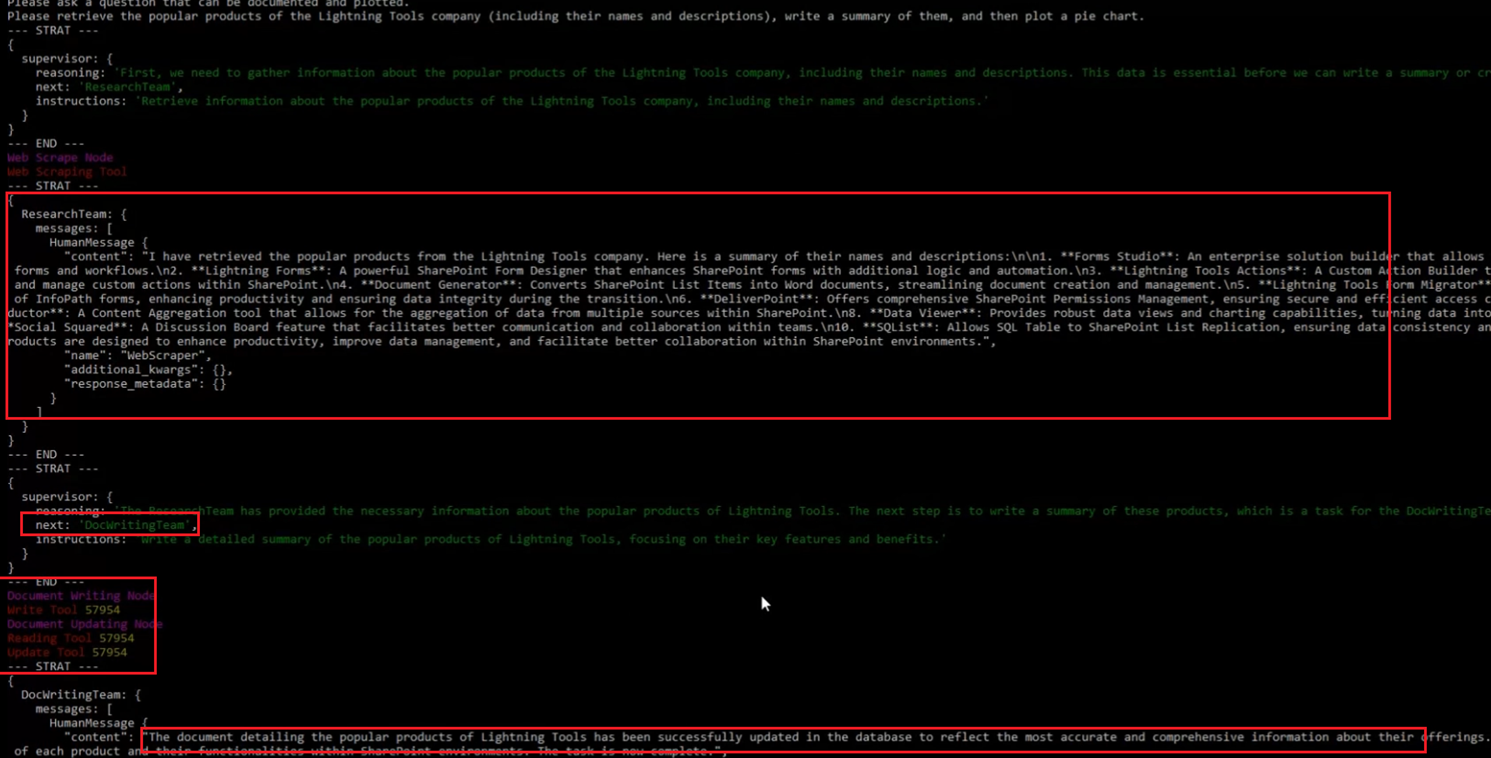 Please ask a question that can be documented and plotted.
Please retrieve the popular products of the Lightning Tools company (including their names and descriptions), write a summary of them, and then plot a pie chart.
--- STRAT ---
{
supervisor: {
reasoning: 'First, we need to gather information about the popular products of the Lightning Tools company, including their names and descriptions. This data is essential before we can write a summary or cr
next: 'ResearchTeam',
instructions: 'Retrieve information about the popular products of the Lightning Tools company, including their names and descriptions.'
}
}
--- END ---
Web Scrape Node
Web Scraping Tool
--- STRAT ---
{
ResearchTeam: {
messages: [
HumanMessage {
"content": "I have retrieved the popular products from the Lightning Tools company. Here is a summary of their names and descriptions:\n\n1. **Forms Studio**: An enterprise solution builder that allows
forms and workflows.\n2. **Lightning Forms**: A powerful SharePoint Form Designer that enhances SharePoint forms with additional logic and automation.\n3. **Lightning Tools Actions**: A Custom Action Builder t
and manage custom actions within SharePoint.\n4. **Document Generator**: Converts SharePoint List Items into Word documents, streamlining document creation and management.\n5. **Lightning Tools Form Migrator**
of InfoPath forms, enhancing productivity and ensuring data integrity during the transition.\n6. **DeliverPoint**: Offers comprehensive SharePoint Permissions Management, ensuring secure and efficient access c
ductor**: A Content Aggregation tool that allows for the aggregation of data from multiple sources within SharePoint.\n8. **Data Viewer**: Provides robust data views and charting capabilities, turning data into
*Social Squared**: A Discussion Board feature that facilitates better communication and collaboration within teams.\n10. **SQList**: Allows SQL Table to SharePoint List Replication, ensuring data consistency an
roducts are designed to enhance productivity, improve data management, and facilitate better collaboration within SharePoint environments.",
"name": "WebScraper",
"additional_kwargs": {},
"response_metadata": {}
}
]
}
}
--- END ---
--- STRAT ---
{
supervisor: {
reasoning: 'The ResearchTeam has provided the necessary information about the popular products of Lightning Tools. The next step is to write a summary of these products, which is a task for the DocWritingTe
next: 'DocWritingTeam',
instructions: 'Write a detailed summary of the popular products of Lightning Tools, focusing on their key features and benefits.'
}
}
--- END ---
Document Writing Node
Write Tool 57954
Document Updating Node
Reading Tool 57954
Update Tool 57954
--- STRAT ---
{
DocWritingTeam: {
messages: [
HumanMessage {
"content": "The document detailing the popular products of Lightning Tools has been successfully updated in the database to reflect the most accurate and comprehensive information about their offerings.
of each product and their functionalities within SharePoint environments. The task is now complete.",